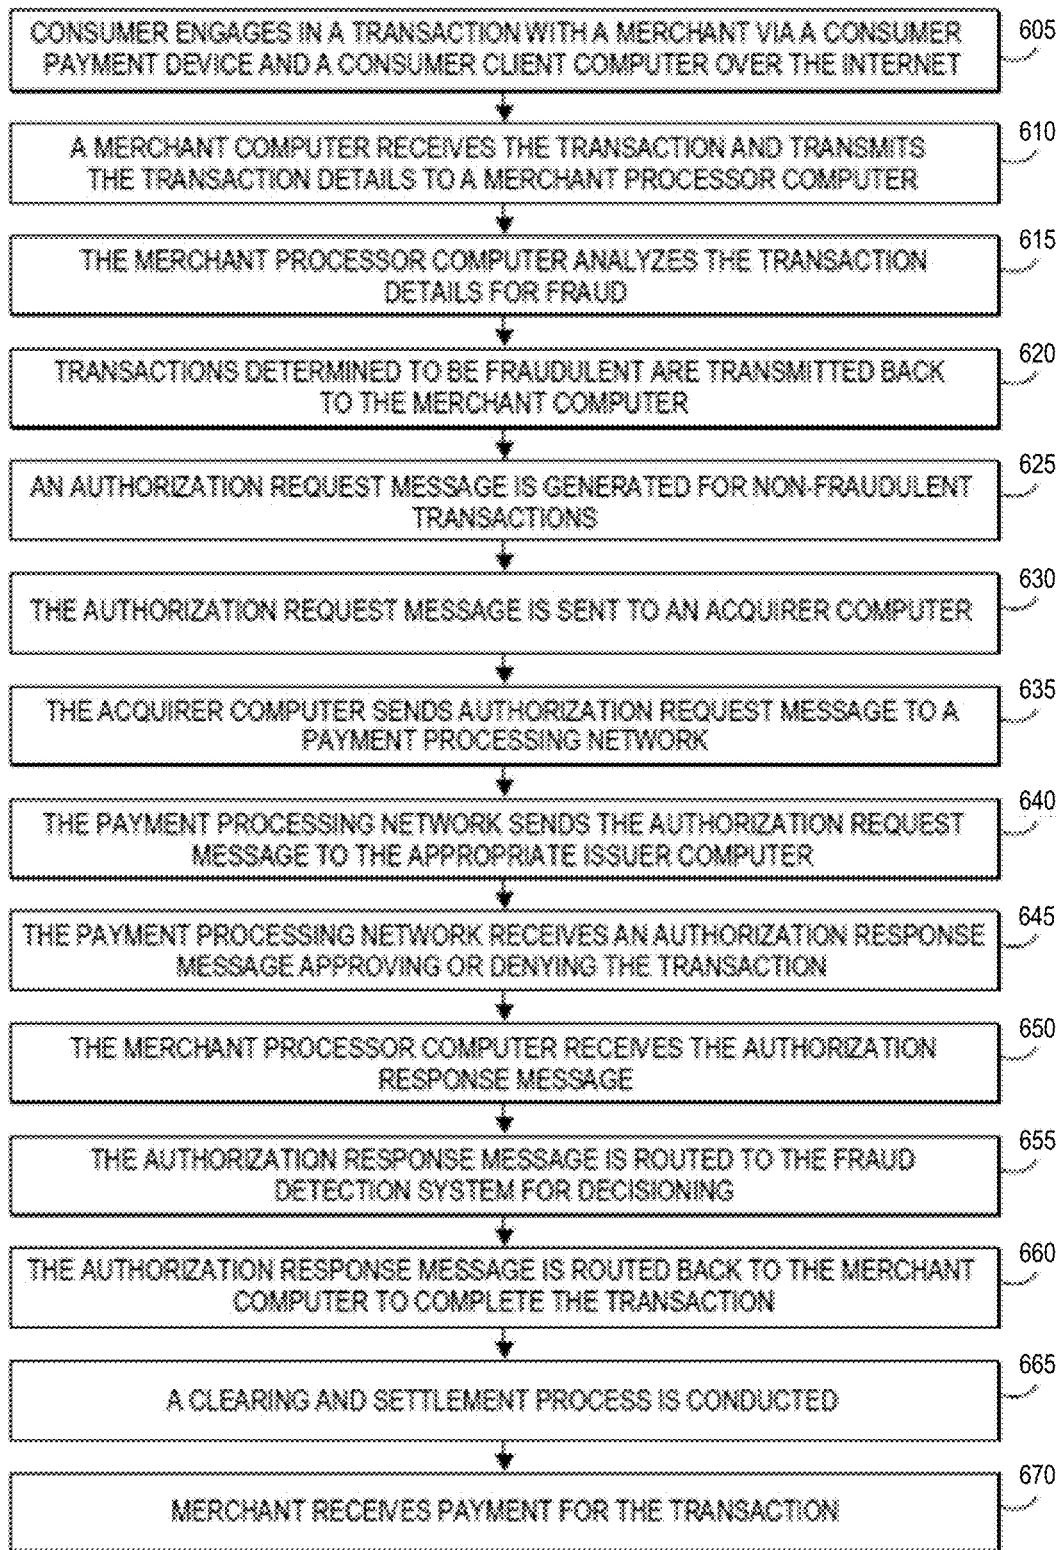 CONSUMER ENGAGES IN A TRANSACTION WITH A MERCHANT VIA A CONSUMER
PAYMENT DEVICE AND A CONSUMER CLIENT COMPUTER OVER THE INTERNET
605
A MERCHANT COMPUTER RECEIVES THE TRANSACTION AND TRANSMITS
THE TRANSACTION DETAILS TO A MERCHANT PROCESSOR COMPUTER
610
THE MERCHANT PROCESSOR COMPUTER ANALYZES THE TRANSACTION
DETAILS FOR FRAUD
615
TRANSACTIONS DETERMINED TO BE FRAUDULENT ARE TRANSMITTED BACK
TO THE MERCHANT COMPUTER
620
AN AUTHORIZATION REQUEST MESSAGE IS GENERATED FOR NON-FRAUDULENT
TRANSACTIONS
625
THE AUTHORIZATION REQUEST MESSAGE IS SENT TO AN ACQUIRER COMPUTER
630
THE ACQUIRER COMPUTER SENDS AUTHORIZATION REQUEST MESSAGE TO A
PAYMENT PROCESSING NETWORK
635
THE PAYMENT PROCESSING NETWORK SENDS THE AUTHORIZATION REQUEST
MESSAGE TO THE APPROPRIATE ISSUER COMPUTER
640
THE PAYMENT PROCESSING NETWORK RECEIVES AN AUTHORIZATION RESPONSE
MESSAGE APPROVING OR DENYING THE TRANSACTION
645
THE MERCHANT PROCESSOR COMPUTER RECEIVES THE AUTHORIZATION
RESPONSE MESSAGE
650
THE AUTHORIZATION RESPONSE MESSAGE IS ROUTED TO THE FRAUD
DETECTION SYSTEM FOR DECISIONING
655
THE AUTHORIZATION RESPONSE MESSAGE IS ROUTED BACK TO THE MERCHANT
COMPUTER TO COMPLETE THE TRANSACTION
660
A CLEARING AND SETTLEMENT PROCESS IS CONDUCTED
665
MERCHANT RECEIVES PAYMENT FOR THE TRANSACTION
670